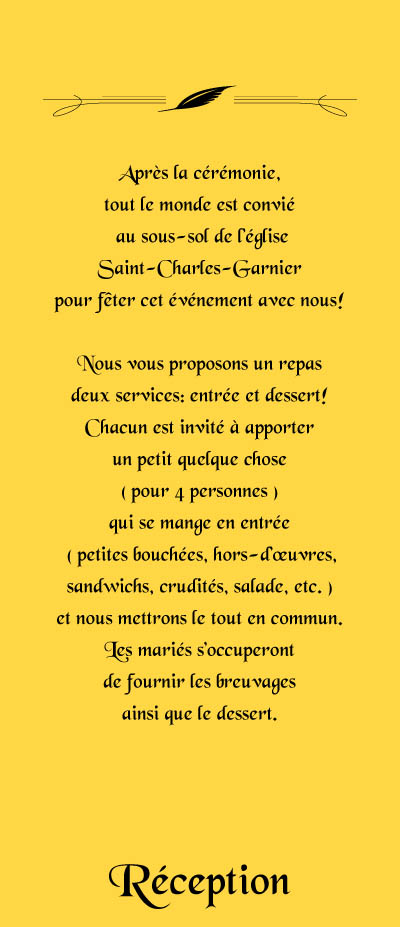 Après la cérémonie,
tout le monde est convié
au sous-sol de l'église
Saint-Charles-Garnier
pour fêter cet événement avec nous!
Nous vous proposons un repas
deux services: entrée et dessert!
Chacun est invité à apporter
un petit quelque chose
( pour 4 personnes )
qui se mange en entrée
( petites bouchées, hors-d'œuvres,
sandwichs, crudités, salade, etc. )
et nous mettrons le tout en commun.
Les mariés s'occuperont
de fournir les breuvages
ainsi que le dessert.
Réception